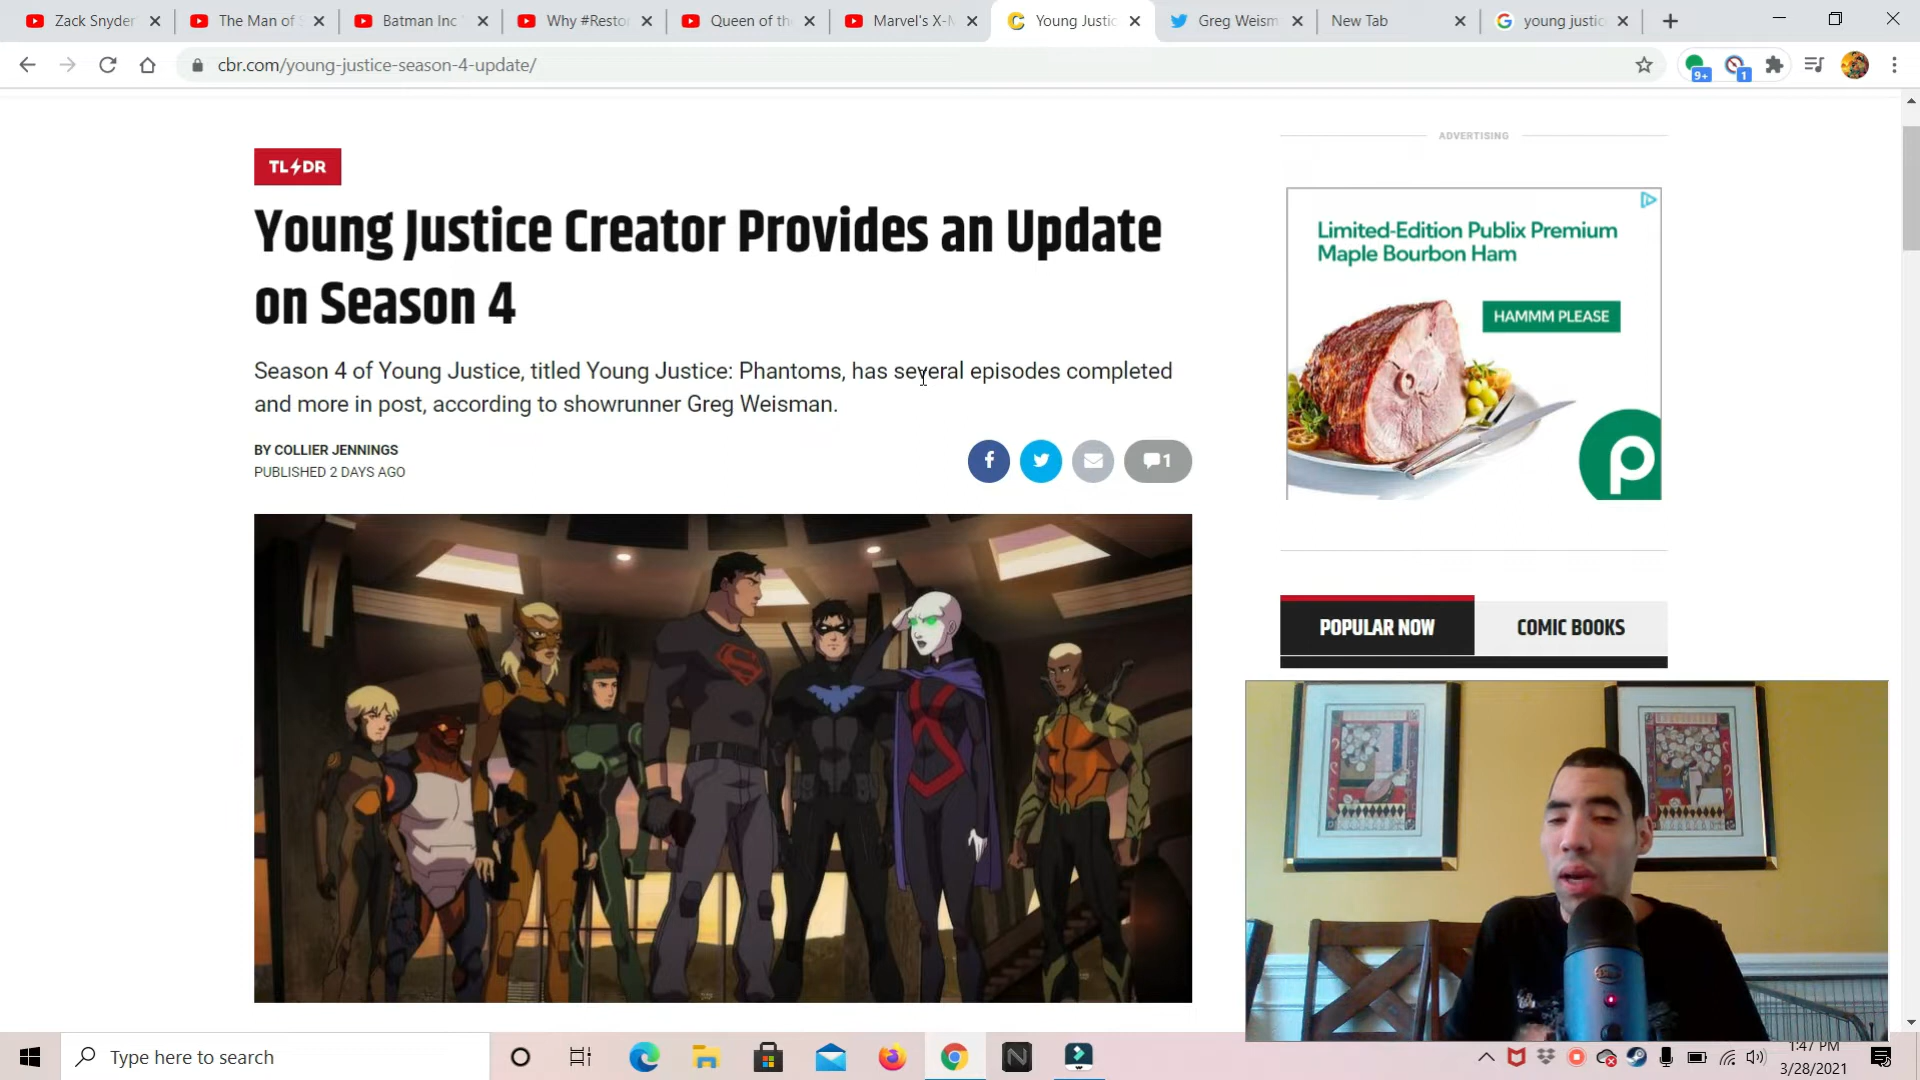 Zack Snyder
The Man of
Batman Inc
Why #Resto
Queen of th
Marvel's X-M
Young Justic
Greg Weism
New Tab
young justic
cbr.com/young-justice-season-4-update/
9+
1
ADVERTISING
TL DR
Young Justice Creator Provides an Update
on Season 4
Season 4 of Young Justice, titled Young Justice: Phantoms, has several episodes completed
and more in post, according to showrunner Greg Weisman.
BY COLLIER JENNINGS
PUBLISHED 2 DAYS AGO
1
Limited-Edition Publix Premium
Maple Bourbon Ham
HAMMM PLEASE
POPULAR NOW
COMIC BOOKS
Type here to search
1:47 PM
3/28/2021